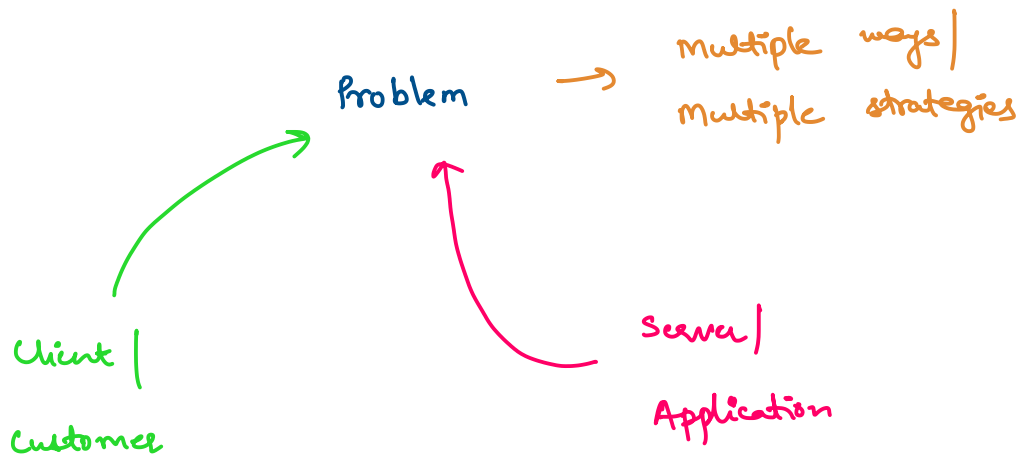 Multiple ways|
Problem
Multiple strategies
Client|
Customer
Server|
Application